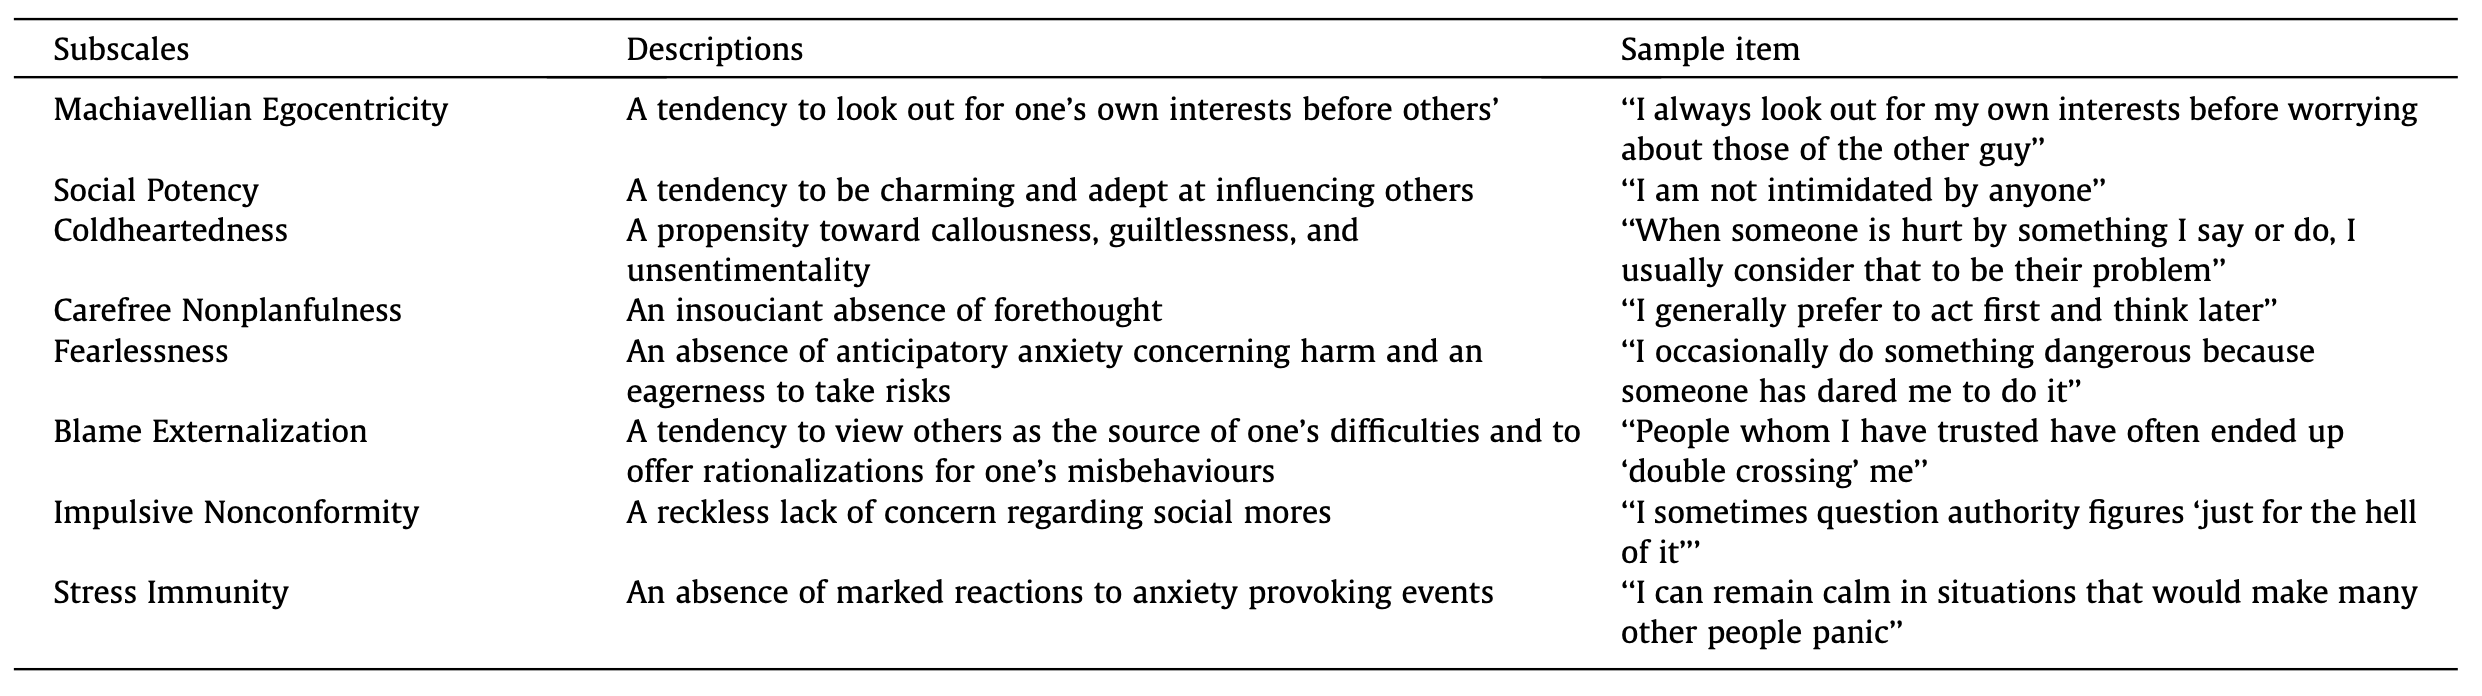 Subscales Descriptions Sample item
Machiavellian Egocentricity A tendency to look out for one’s own interests before others’ “I always look out for my own interests before worrying
about those of the other guy”
Social Potency A tendency to be charming and adept at influencing others “I am not intimidated by anyone”
Coldheartedness A propensity toward callousness, guiltlessness, and “When someone is hurt by something I say or do, I
unsentimentality usually consider that to be their problem”
Carefree Nonplanfulness An insouciant absence of forethought “I generally prefer to act first and think later”
Fearlessness An absence of anticipatory anxiety concerning harm and an “I occasionally do something dangerous because
eagerness to take risks someone has dared me to do it”
Blame Externalization A tendency to view others as the source of one’s difficulties and to “People whom I have trusted have often ended up
offer rationalizations for one’s misbehaviours ‘double crossing’ me”
Impulsive Nonconformity A reckless lack of concern regarding social mores “I sometimes question authority figures ‘just for the hell
of it’”
Stress Immunity An absence of marked reactions to anxiety provoking events “I can remain calm in situations that would make many
other people panic”